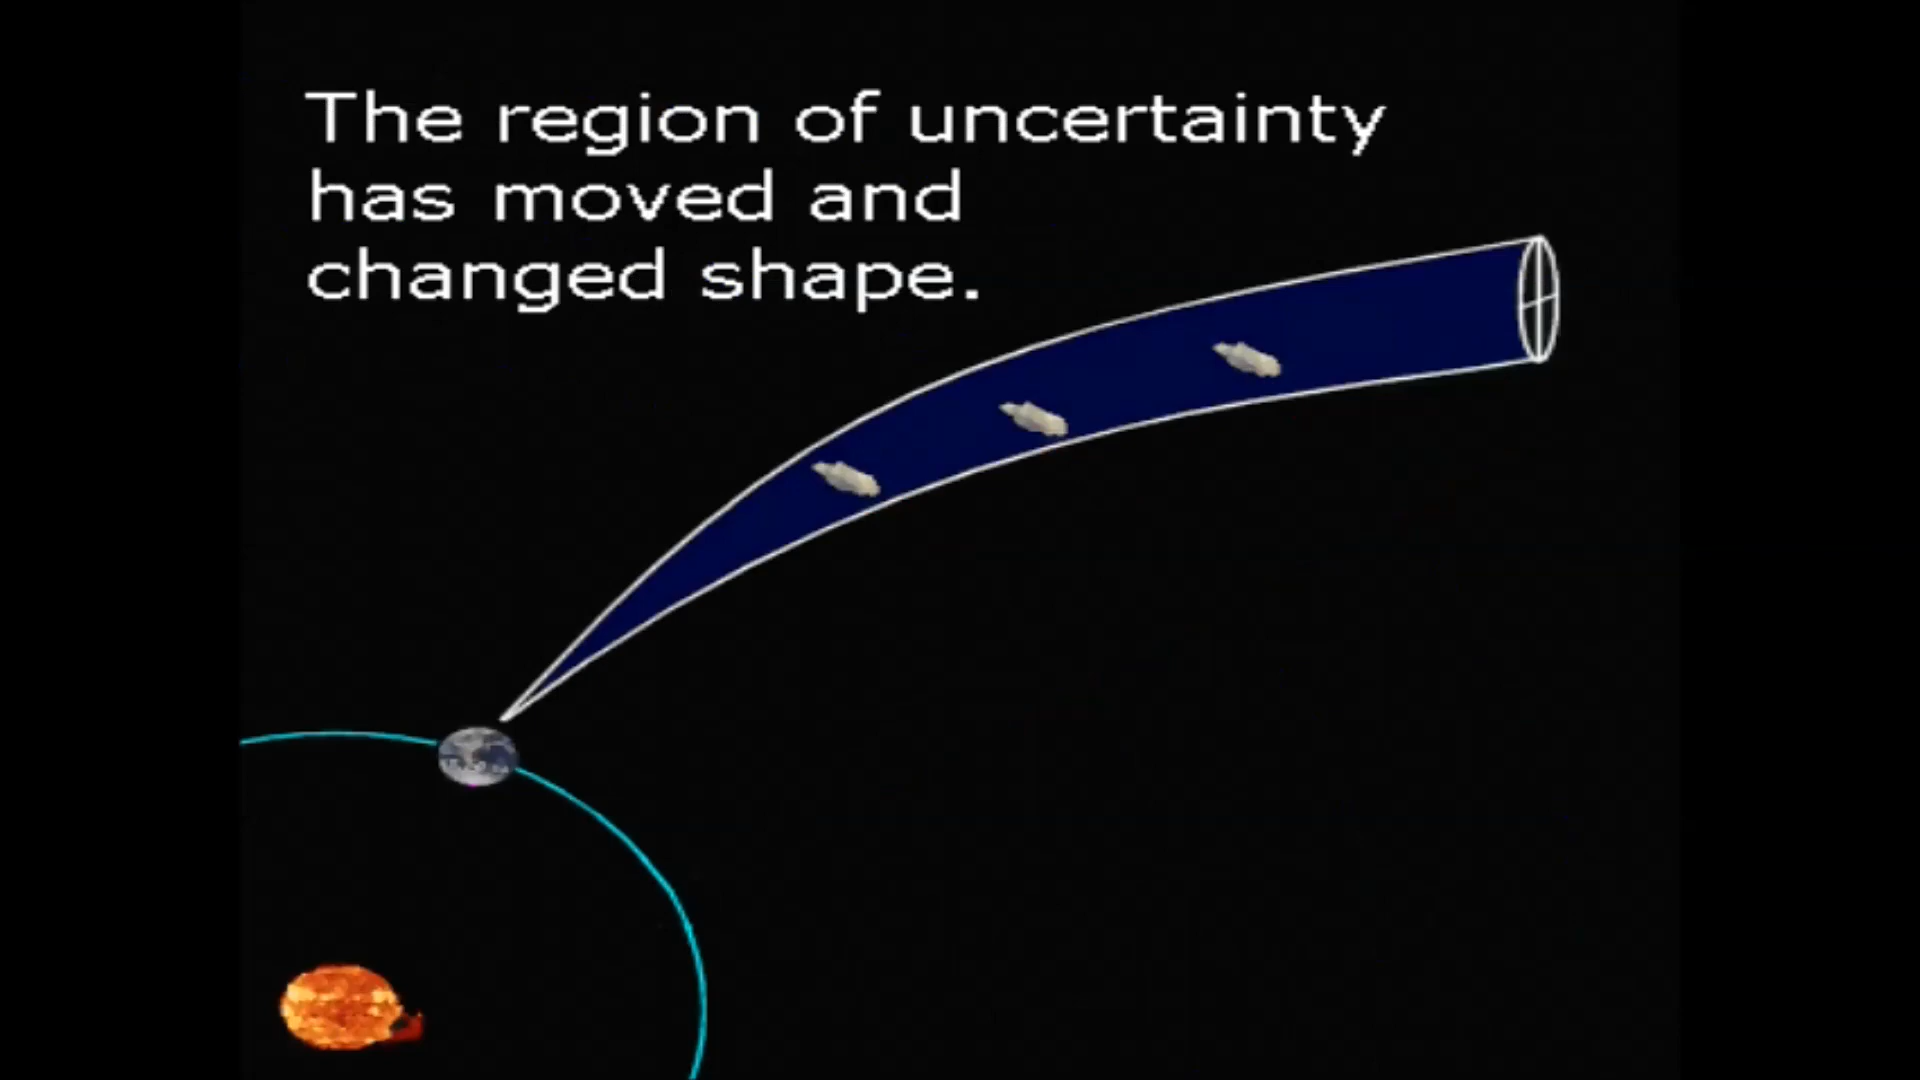 The region of uncertainty
has moved and
changed shape.